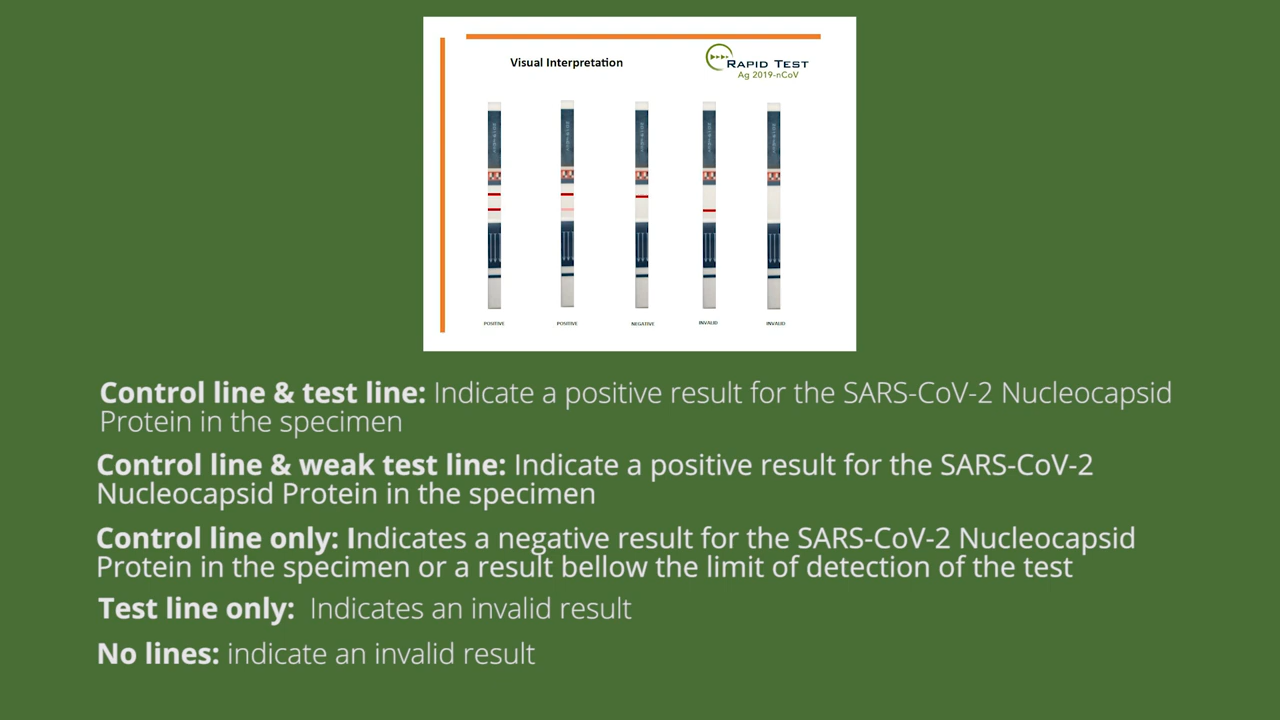 Visual Interpretation
RAPID TEST
Ag 2019-nCoV
POSITIVE
POSITIVE
NEGATIVE
INVALID
INVALID
Control line & test line: Indicate a positive result for the SARS-CoV-2 Nucleocapsid
Protein in the specimen
Control line & weak test line: Indicate a positive result for the SARS-CoV-2
Nucleocapsid Protein in the specimen
Control line only: Indicates a negative result for the SARS-CoV-2 Nucleocapsid
Protein in the specimen or a result bellow the limit of detection of the test
Test line only: Indicates an invalid result
No lines: indicate an invalid result